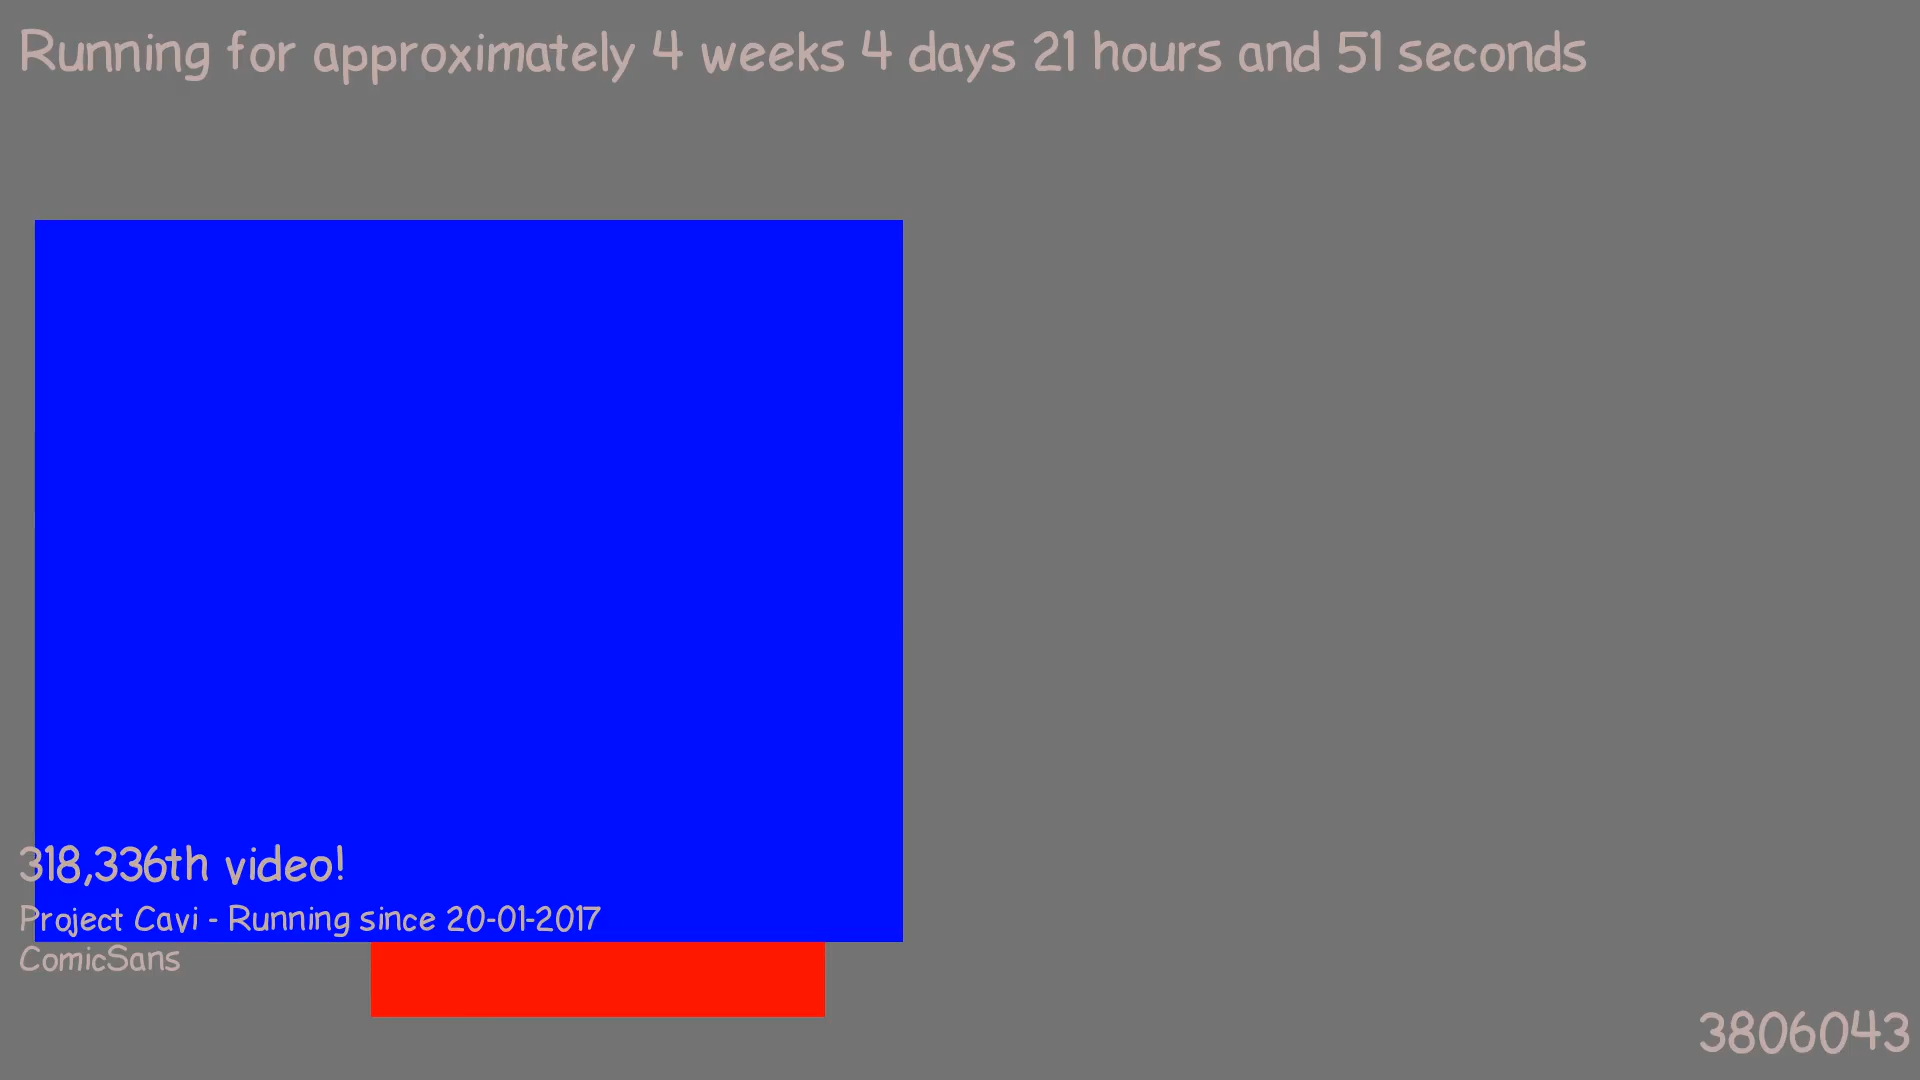 Running for approximately 4 weeks 4 days 21 hours and 51 seconds
318,336th video!
Project Cavi - Running since 20-01-2017
ComicSans
3806043